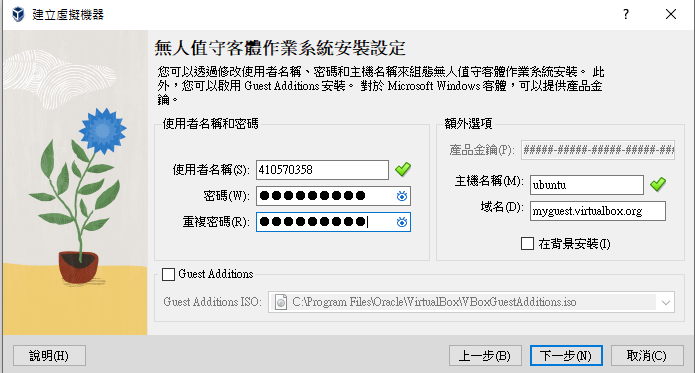 建立虛擬機器
無人值守客體作業系統安裝設定
您可以透過修改使用者名稱、密碼和主機名稱來組態無人值守客體作業系統安裝。 此
外，您可以啟用 Guest Additions 安裝。 對於 Microsoft Windows 客體，可以提供產品金
鑰。
使用者名稱和密碼
使用者名稱(S): 410570358
密碼(W): ●●●●●●●●●
重複密碼(R): ●●●●●●●●●
額外選項
產品金鑰(P): #####-#####-#####-#####-###
主機名稱(M): ubuntu
域名(D): myguest.virtualbox.org
在背景安裝(I)
Guest Additions
Guest Additions ISO: C:\Program Files\Oracle\VirtualBox\VBoxGuestAdditions.iso
說明(H) 上一步(B) 下一步(N) 取消(C)